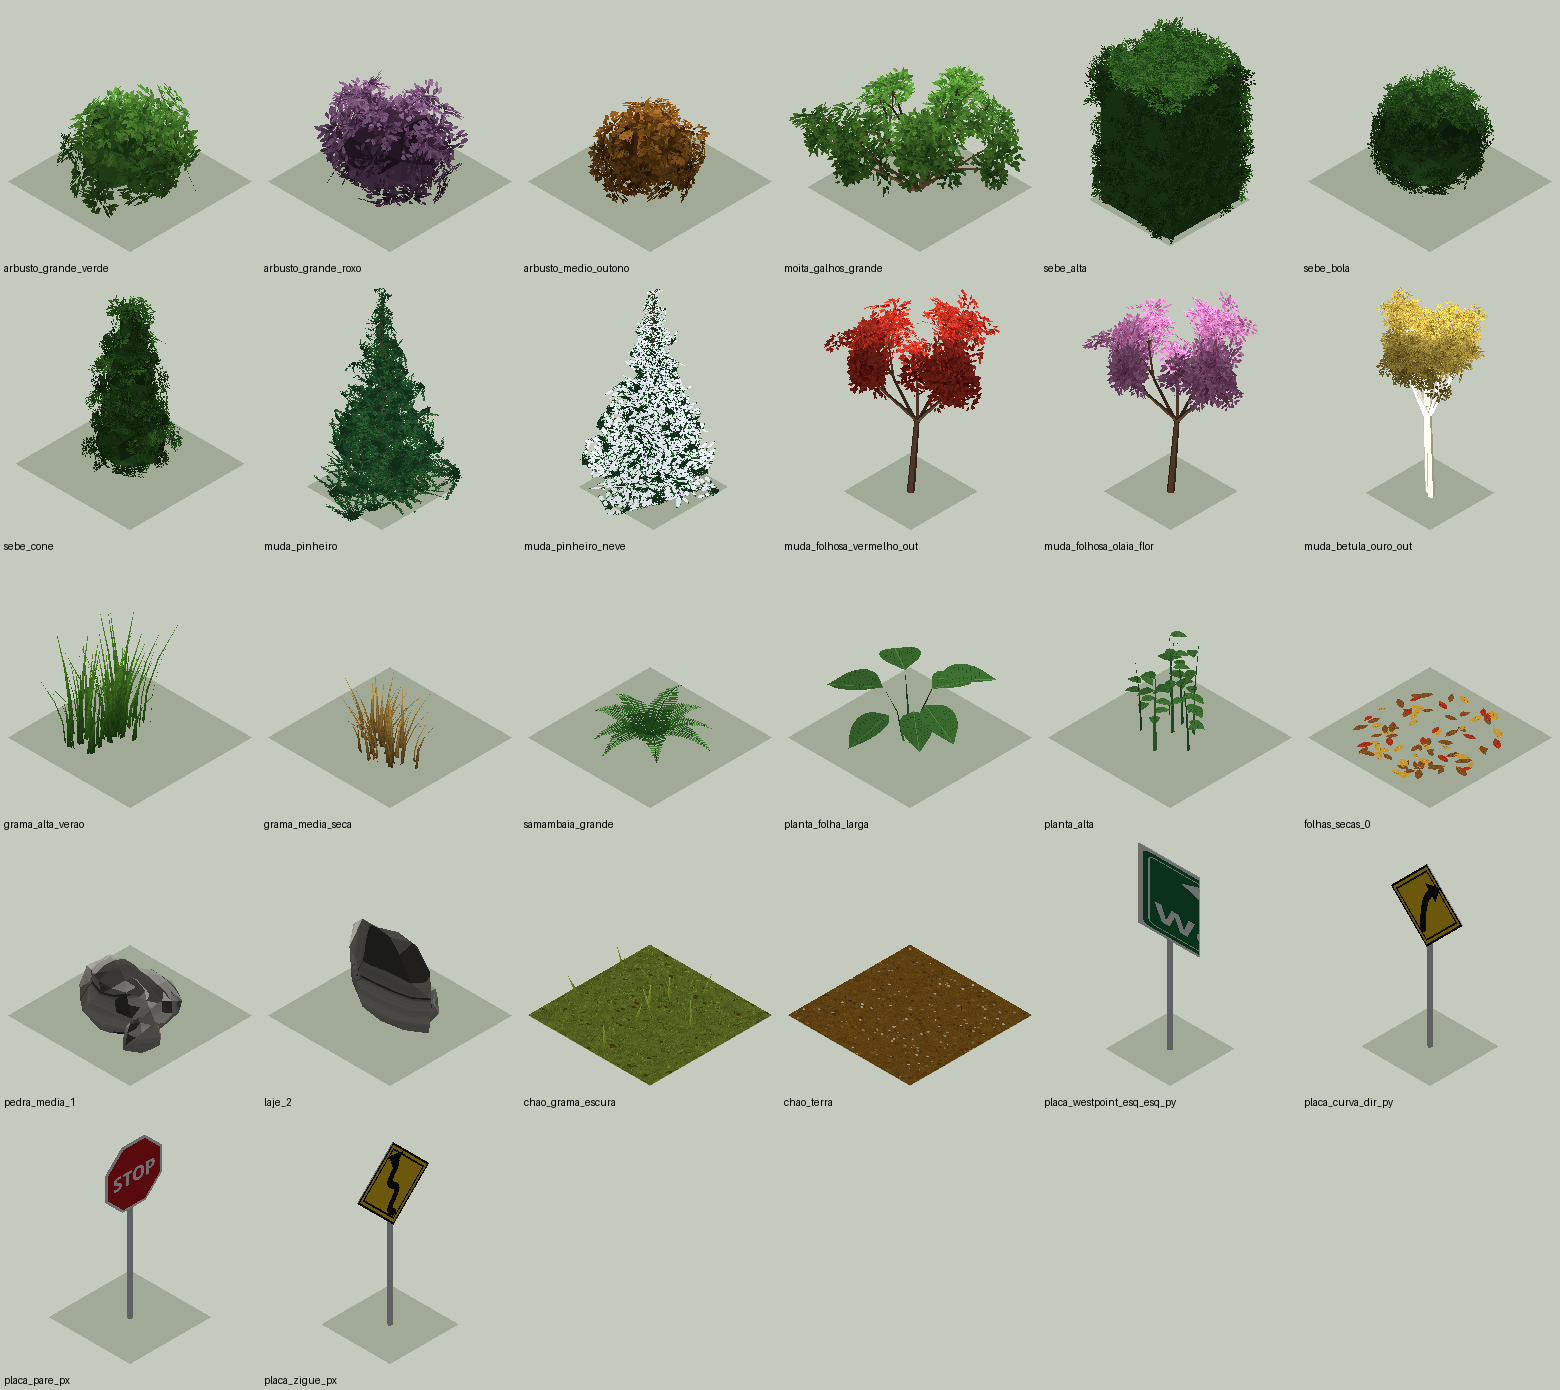 arbusto_grande_verde
arbusto_grande_roxo
arbusto_medio_outono
moita_galhos_grande
sebe_alta
sebe_bola
sebe_cone
muda_pinheiro
muda_pinheiro_neve
muda_folhosa_vermelho_out
muda_folhosa_olaia_flor
muda_betula_ouro_out
grama_alta_verao
grama_media_seca
samambaia_grande
planta_folha_larga
planta_alta
folhas_secas_0
W
pedra_media_1
laje_2
chao_grama_escura
chao_terra
placa_westpoint_esq_esq_py
placa_curva_dir_py
STOP
placa_pare_px
placa_zigue_px